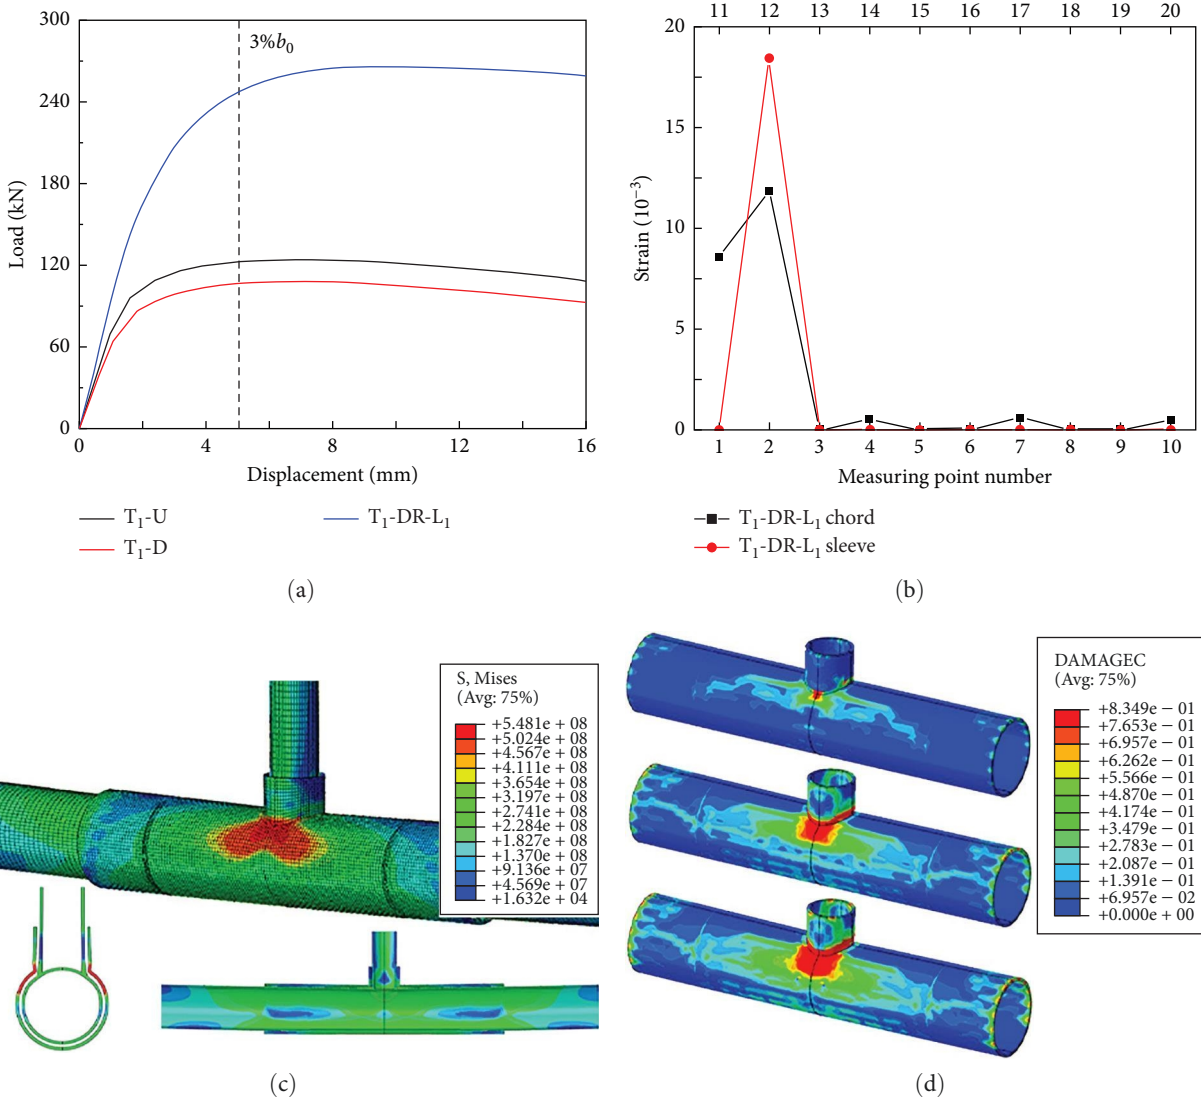 300
240
180
120
60
0
Load (kN)
3%b₀
0 4 8 12 16
Displacement (mm)
T₁-U
T₁-D
T₁-DR-L₁
(a)
11 12 13 14 15 16 17 18 19 20
20
15
10
5
0
Strain (10⁻³)
1 2 3 4 5 6 7 8 9 10
Measuring point number
T₁-DR-L₁ chord
T₁-DR-L₁ sleeve
(b)
S, Mises
(Avg: 75%)
+5.481e + 08
+5.024e + 08
+4.567e + 08
+4.111e + 08
+3.654e + 08
+3.197e + 08
+2.741e + 08
+2.284e + 08
+1.827e + 08
+1.370e + 08
+9.136e + 07
+4.569e + 07
+1.632e + 04
(c)
DAMAGEC
(Avg: 75%)
+8.349e − 01
+7.653e − 01
+6.957e − 01
+6.262e − 01
+5.566e − 01
+4.870e − 01
+4.174e − 01
+3.479e − 01
+2.783e − 01
+2.087e − 01
+1.391e − 01
+6.957e − 02
+0.000e + 00
(d)